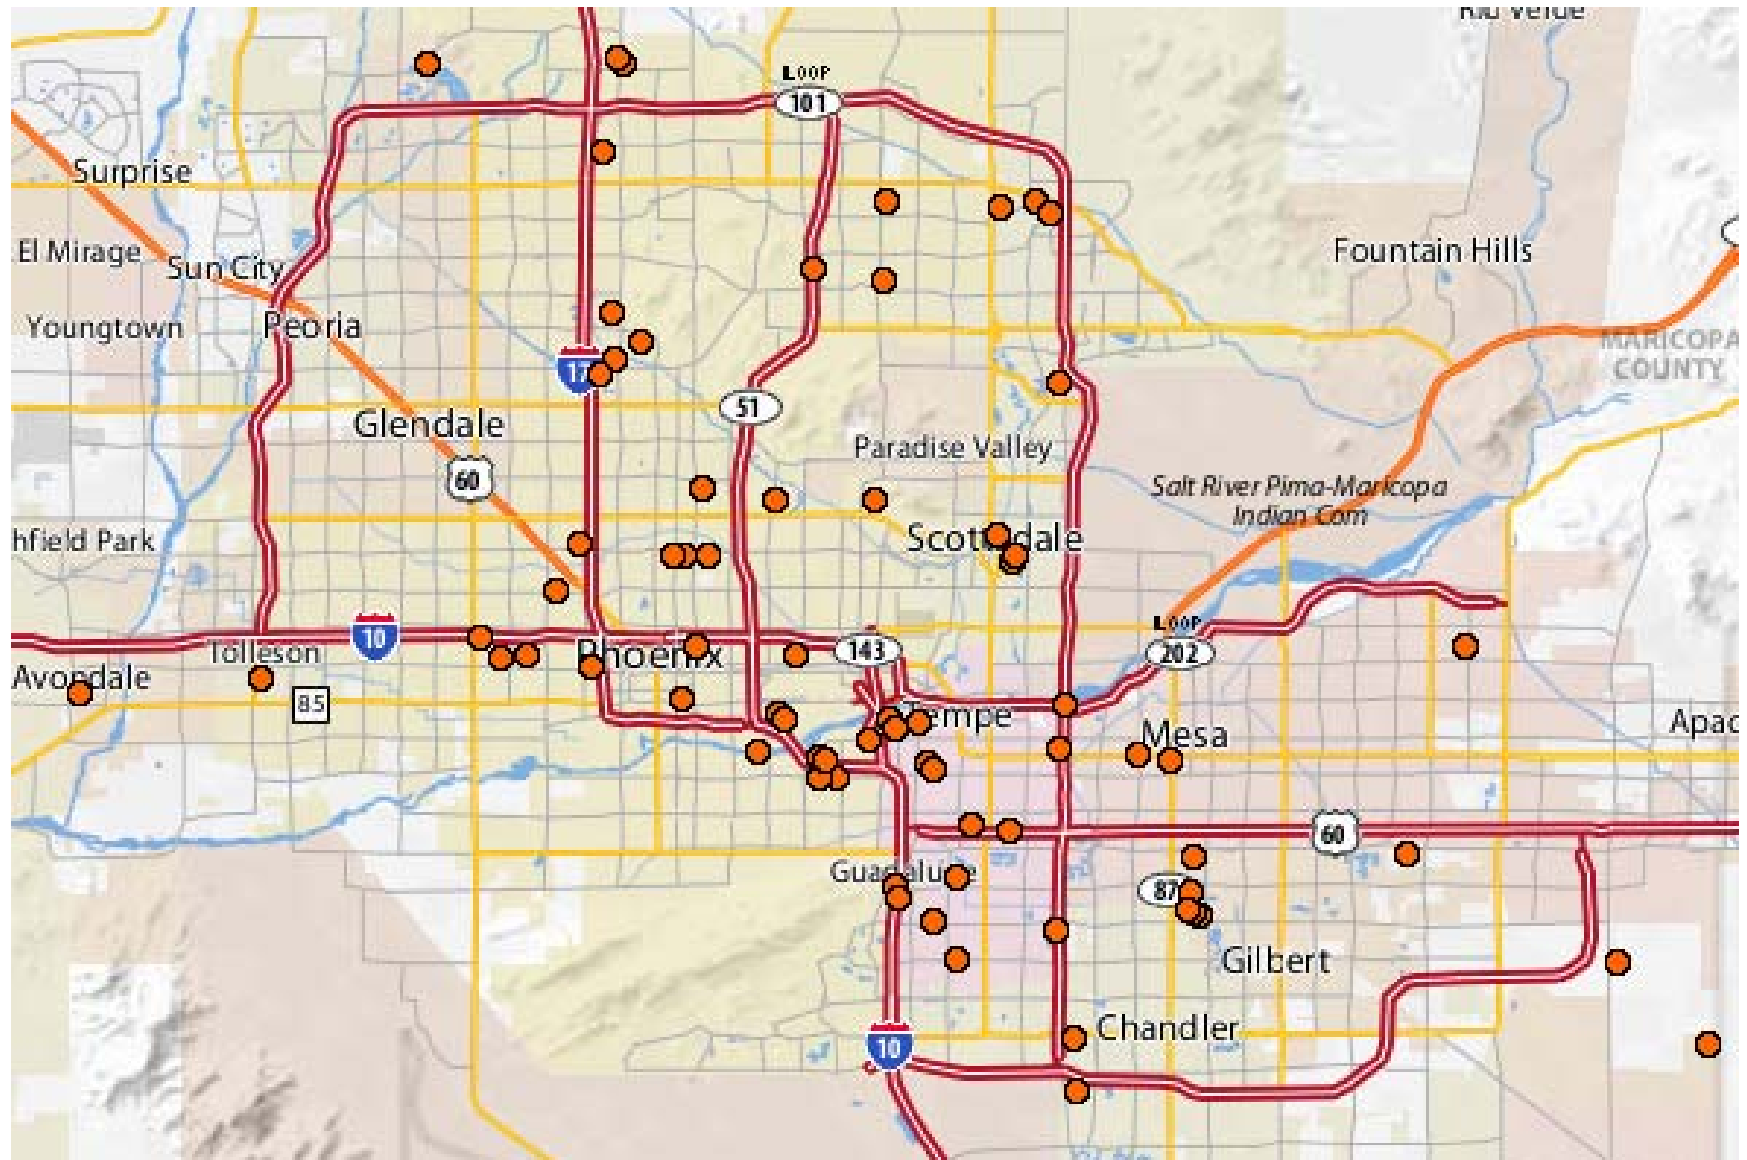 Rio Verde
LOOP
101
Surprise
El Mirage
Sun City
Fountain Hills
Youngtown
Peoria
MARICOPA
COUNTY
17
51
Glendale
Paradise Valley
60
Salt River Pima-Maricopa
Indian Com
hfield Park
Scottsdale
LOOP
10
143
202
Tolleson
Phoenix
Avondale
85
Tempe
Apac
Mesa
60
Guadalupe
87
Gilbert
Chandler
10